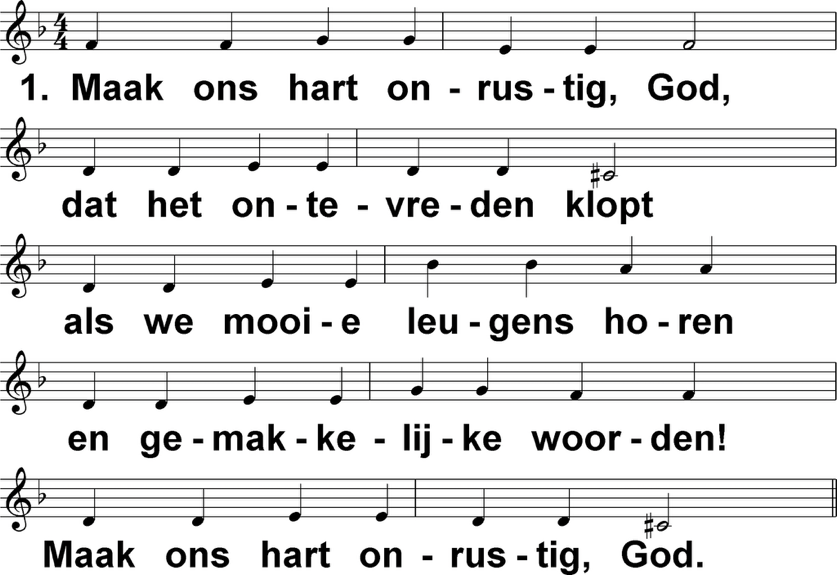 1. Maak ons hart on - rus - tig, God,
dat het on - te - vre - den klopt
als we mooi - e leu - gens ho - ren
en ge - mak - ke - lij - ke woor - den!
Maak ons hart on - rus - tig, God.